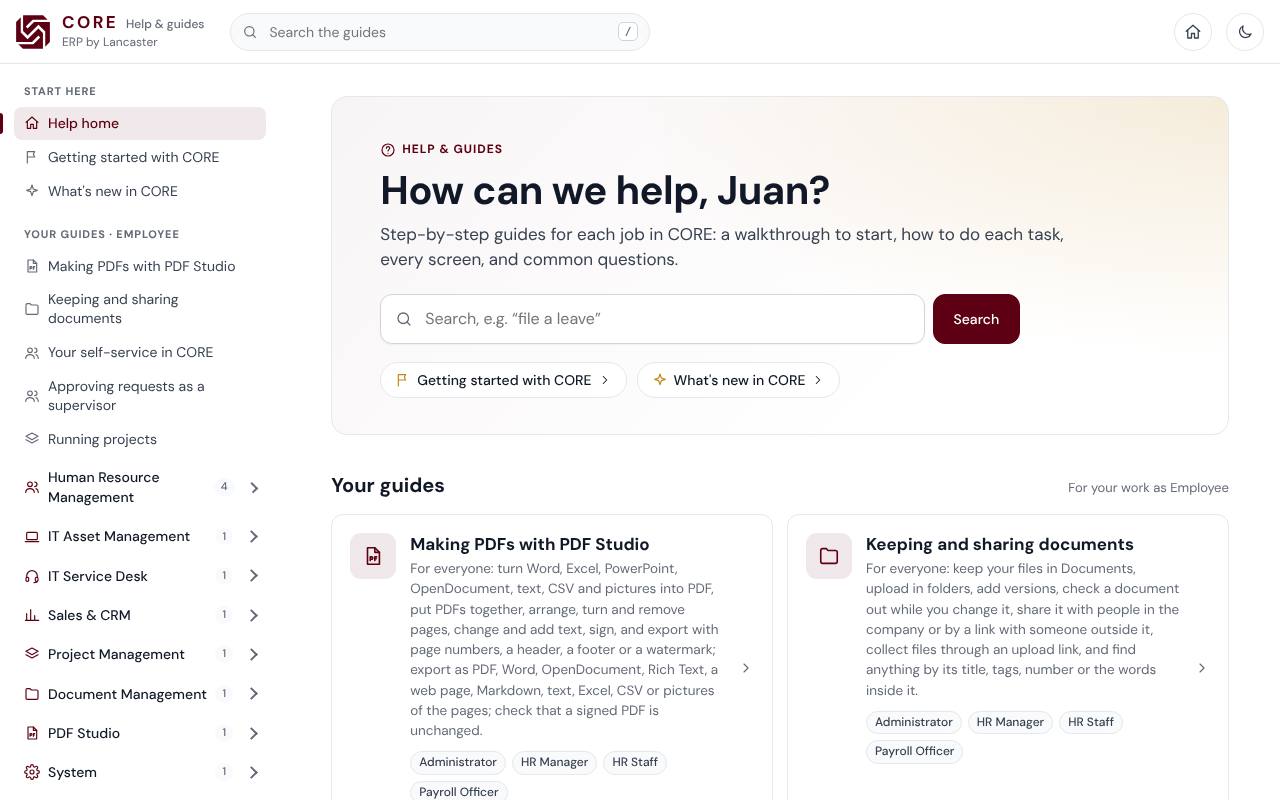 CORE Help & guides
ERP by Lancaster
Search the guides
/
START HERE
Help home
Getting started with CORE
What's new in CORE
YOUR GUIDES · EMPLOYEE
Making PDFs with PDF Studio
Keeping and sharing
documents
Your self-service in CORE
Approving requests as a
supervisor
Running projects
Human Resource
Management
4
IT Asset Management 1
IT Service Desk 1
Sales & CRM 1
Project Management 1
Document Management 1
PDF Studio 1
System 1
HELP & GUIDES
How can we help, Juan?
Step-by-step guides for each job in CORE: a walkthrough to start, how to do each task,
every screen, and common questions.
Search, e.g. “file a leave”
Search
Getting started with CORE
What's new in CORE
Your guides
For your work as Employee
Making PDFs with PDF Studio
For everyone: turn Word, Excel, PowerPoint,
OpenDocument, text, CSV and pictures into PDF,
put PDFs together, arrange, turn and remove
pages, change and add text, sign, and export with
page numbers, a header, a footer or a watermark;
export as PDF, Word, OpenDocument, Rich Text, a
web page, Markdown, text, Excel, CSV or pictures
of the pages; check that a signed PDF is
unchanged.
Administrator
HR Manager
HR Staff
Payroll Officer
Keeping and sharing documents
For everyone: keep your files in Documents,
upload in folders, add versions, check a document
out while you change it, share it with people in the
company or by a link with someone outside it,
collect files through an upload link, and find
anything by its title, tags, number or the words
inside it.
Administrator
HR Manager
HR Staff
Payroll Officer